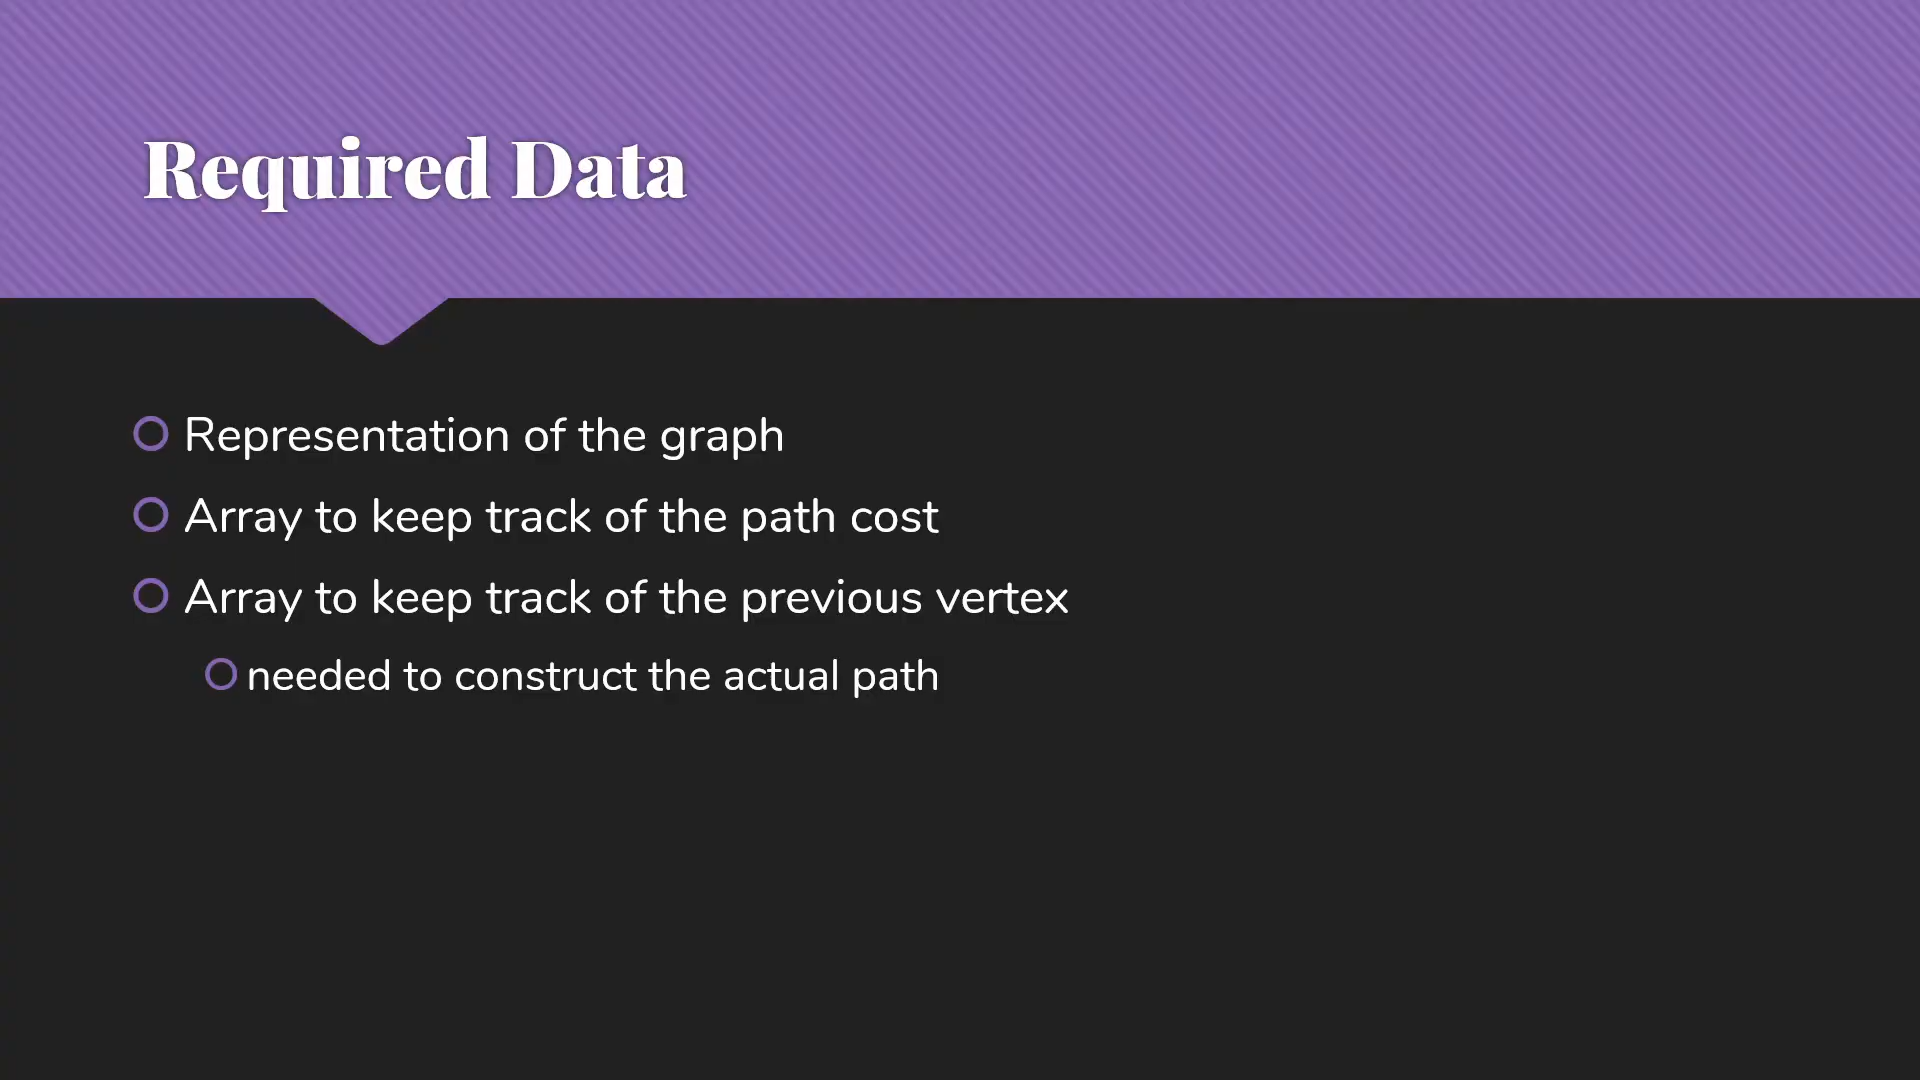 Required Data
Representation of the graph
Array to keep track of the path cost
Array to keep track of the previous vertex
needed to construct the actual path